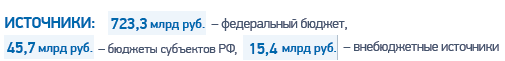 ИСТОЧНИКИ: 723,3 млрд руб. – федеральный бюджет,
45,7 млрд руб. – бюджеты субъектов РФ, 15,4 млрд руб. – внебюджетные источники